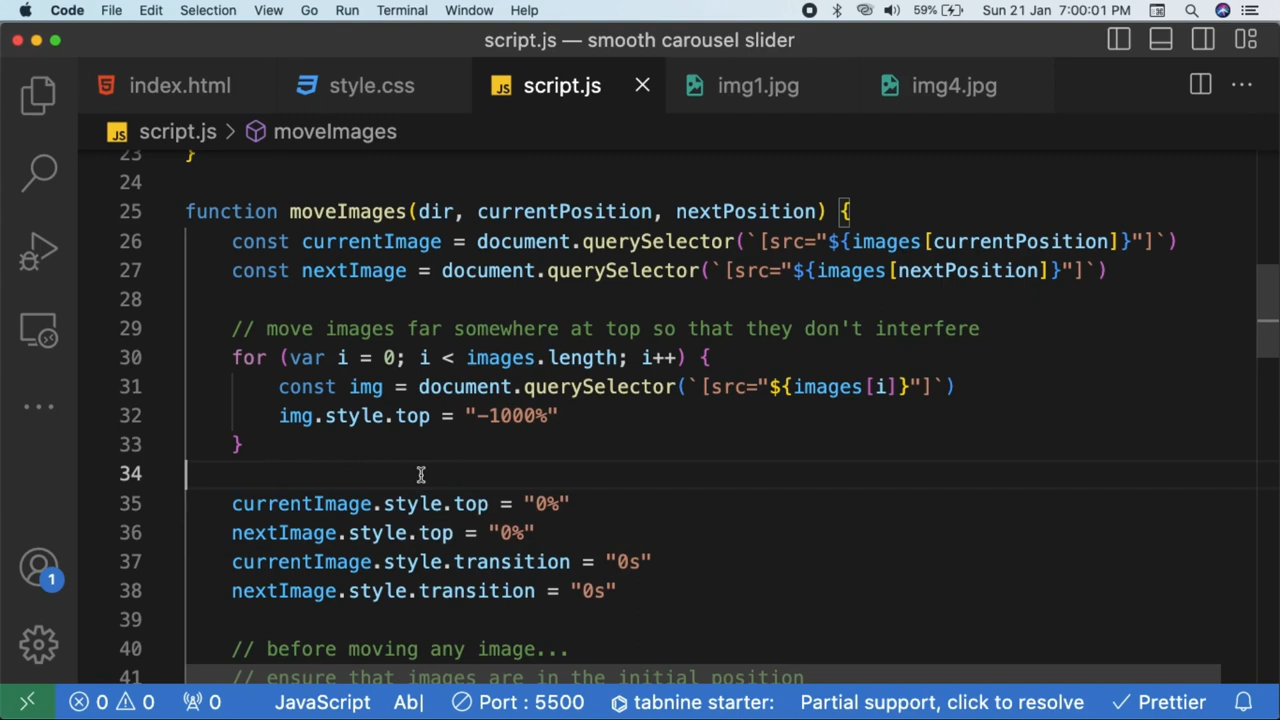 Code File Edit Selection View Go Run Terminal Window Help 59% Sun 21 Jan 7:00:01 PM
script.js — smooth carousel slider
index.html style.css JS script.js img1.jpg img4.jpg
JS script.js > moveImages
23 }
24
25 function moveImages(dir, currentPosition, nextPosition) {
26 const currentImage = document.querySelector(`[src="${images[currentPosition]}"]`)
27 const nextImage = document.querySelector(`[src="${images[nextPosition]}"]`)
28
29 // move images far somewhere at top so that they don't interfere
30 for (var i = 0; i < images.length; i++) {
31 const img = document.querySelector(`[src="${images[i]}"]`)
32 img.style.top = "-1000%"
33 }
34
35 currentImage.style.top = "0%"
36 nextImage.style.top = "0%"
37 currentImage.style.transition = "0s"
38 nextImage.style.transition = "0s"
39
40 // before moving any image...
41 // ensure that images are in the initial position
1
0 0 0 JavaScript Ab| Port : 5500 tabnine starter: Partial support, click to resolve Prettier